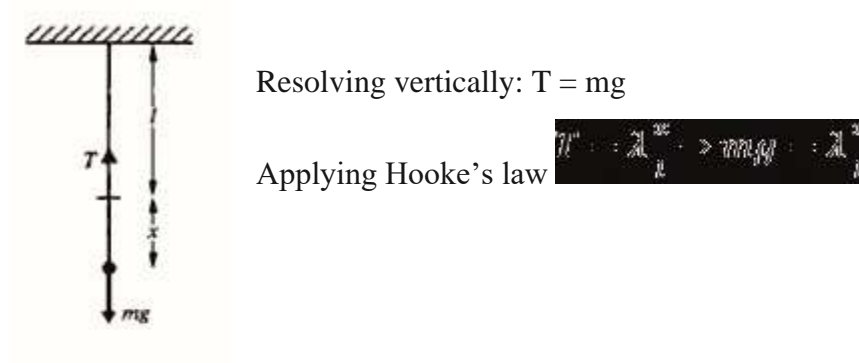 l
Resolving vertically: T = mg
T
Applying Hooke's law
x
mg